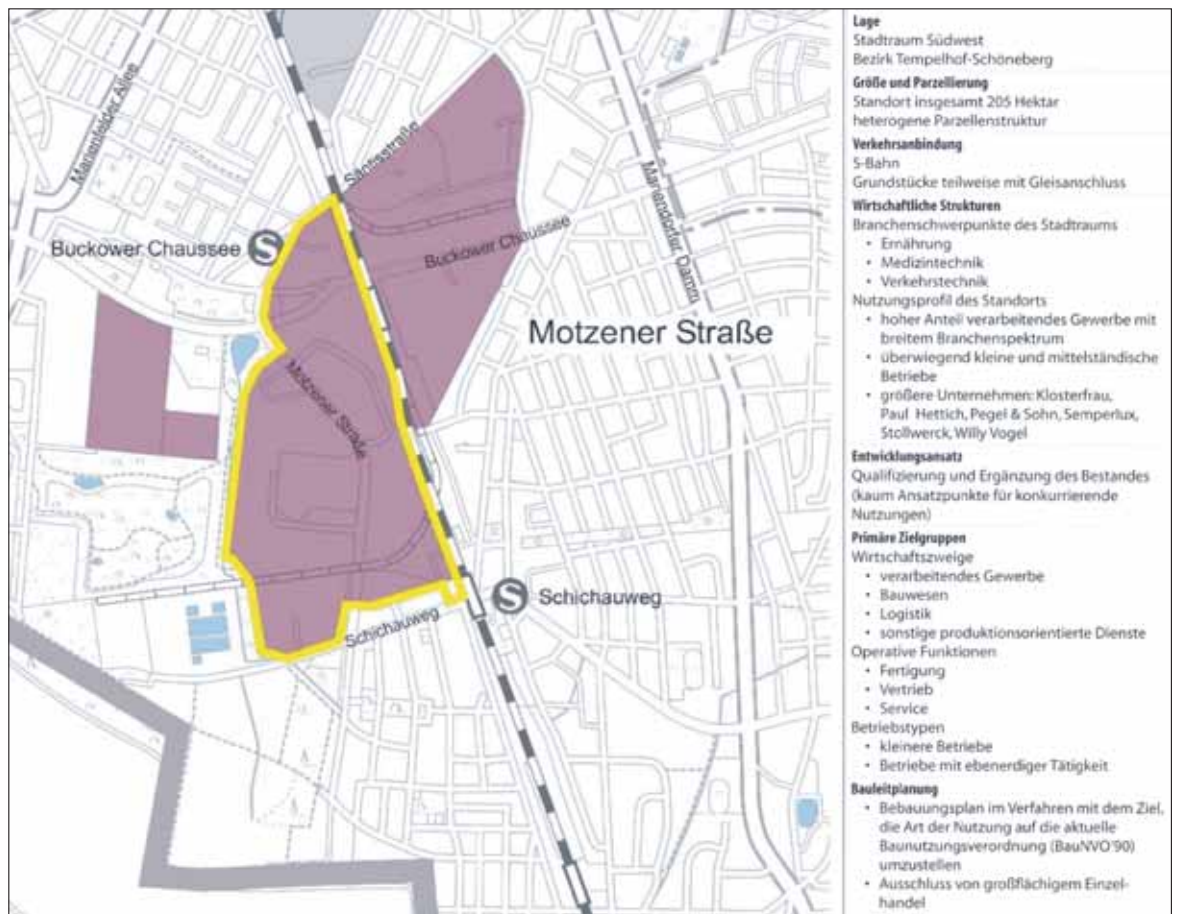 Marienfelder Allee
Säntisstraße
Buckower Chaussee
S
Buckower Chaussee
Mariendorfer Damm
Motzener Straße
Motzener Straße
S
Schichauweg
Schichauweg
Lage
Stadtraum Südwest
Bezirk Tempelhof-Schöneberg
Größe und Parzellierung
Standort insgesamt 205 Hektar
heterogene Parzellenstruktur
Verkehrsanbindung
S-Bahn
Grundstücke teilweise mit Gleisanschluss
Wirtschaftliche Strukturen
Branchenschwerpunkte des Stadtraums
• Ernährung
• Medizintechnik
• Verkehrstechnik
Nutzungsprofil des Standorts
• hoher Anteil verarbeitendes Gewerbe mit
breitem Branchenspektrum
• überwiegend kleine und mittelständische
Betriebe
• größere Unternehmen: Klosterfrau,
Paul Hettich, Pegel & Sohn, Semperlux,
Stollwerck, Willy Vogel
Entwicklungsansatz
Qualifizierung und Ergänzung des Bestandes
(kaum Ansatzpunkte für konkurrierende
Nutzungen)
Primäre Zielgruppen
Wirtschaftszweige
• verarbeitendes Gewerbe
• Bauwesen
• Logistik
• sonstige produktionsorientierte Dienste
Operative Funktionen
• Fertigung
• Vertrieb
• Service
Betriebstypen
• kleinere Betriebe
• Betriebe mit ebenerdiger Tätigkeit
Bauleitplanung
• Bebauungsplan im Verfahren mit dem Ziel,
die Art der Nutzung auf die aktuelle
Baunutzungsverordnung (BauNVO'90)
umzustellen
• Ausschluss von großflächigem Einzel-
handel